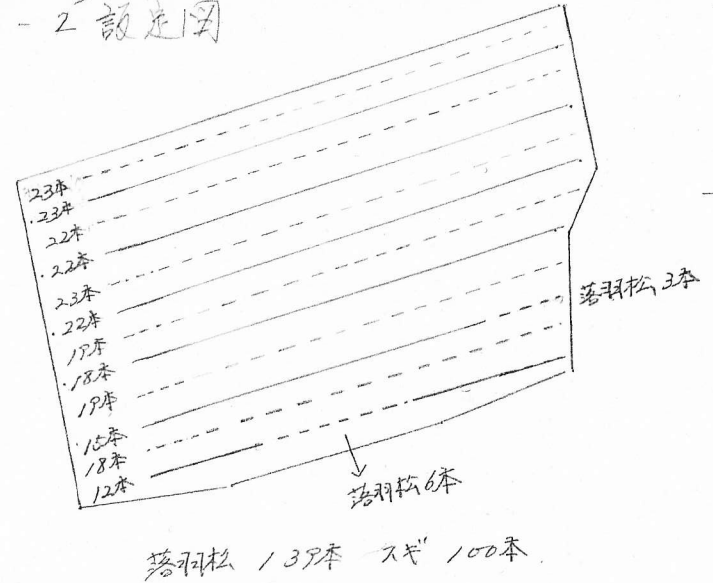 -2 設定図
23本
・23本
22本
・22本
23本
・22本
19本
・18本
19本
・15本
18本
12本
落羽松 3本
落羽松6本
落羽松 139本 スギ 100本